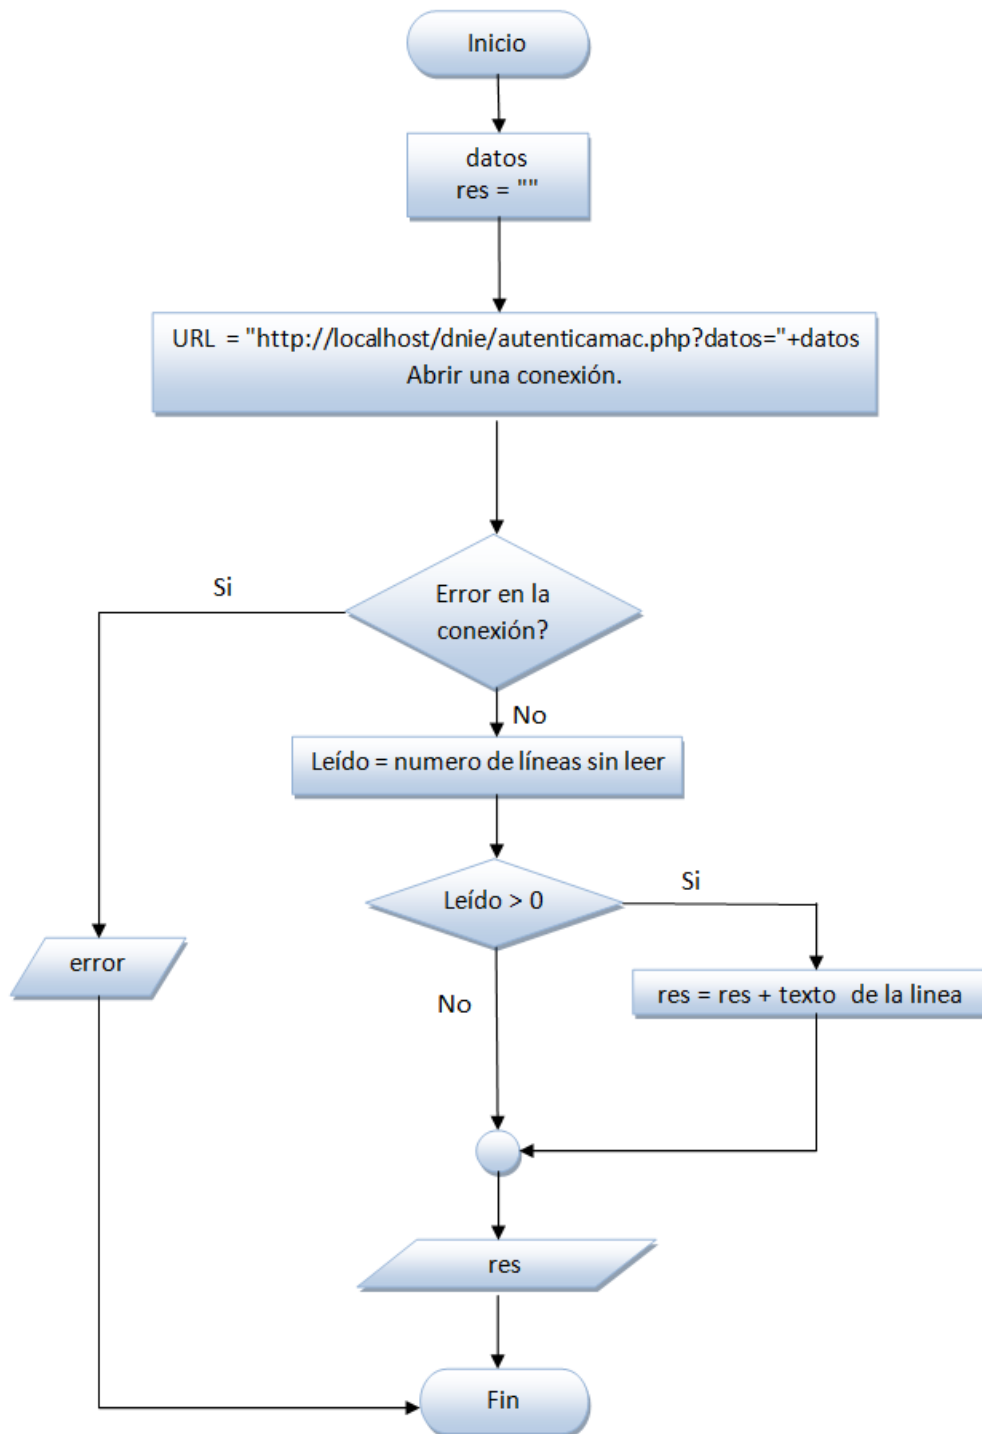 Inicio
datos
res = ""
URL = "http://localhost/dnie/autenticamac.php?datos="+datos
Abrir una conexión.
Si
Error en la
conexión?
No
Leído = numero de líneas sin leer
Leído > 0
Si
error
No
res = res + texto de la linea
res
Fin